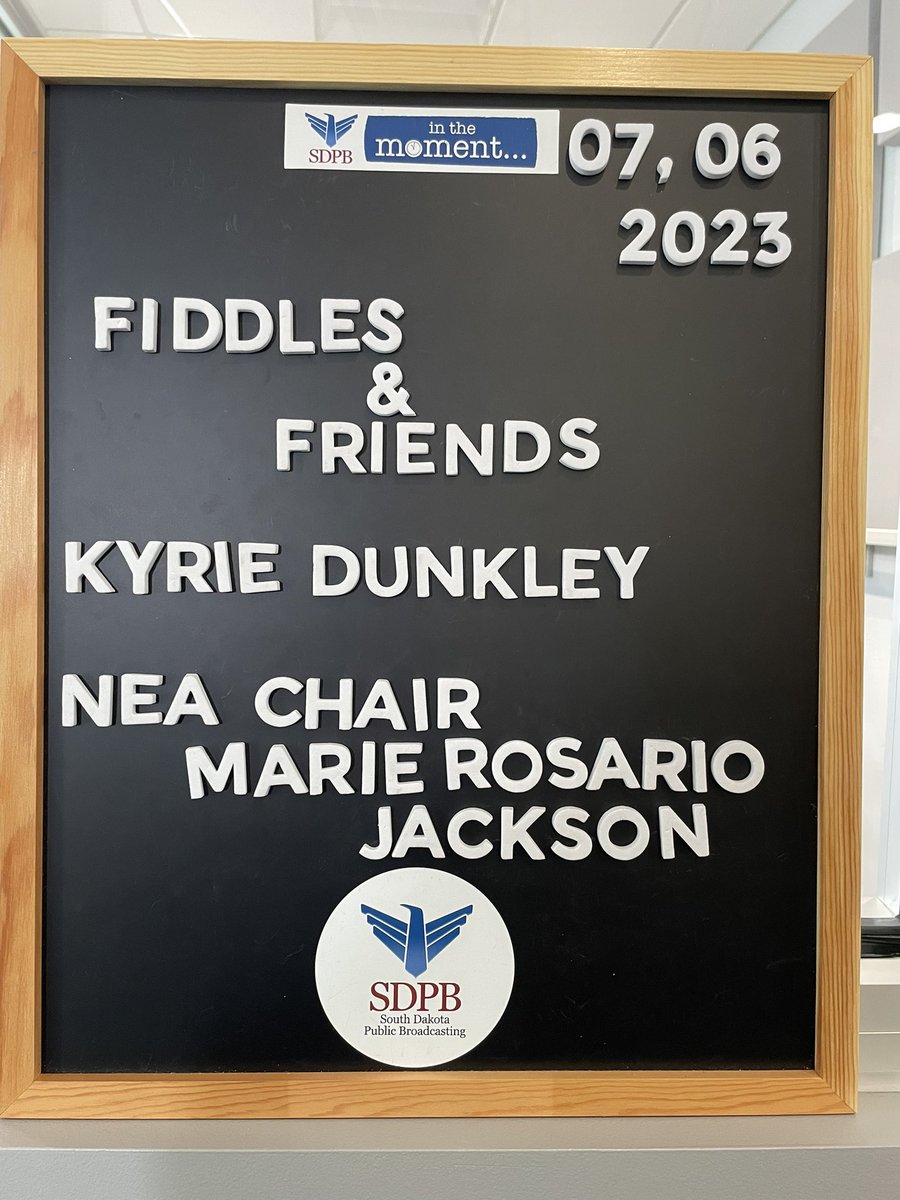 SDPB
in the
moment...
07, 06
2023
FIDDLES
&
FRIENDS
KYRIE DUNKLEY
NEA CHAIR
MARIE ROSARIO
JACKSON
SDPB
South Dakota
Public Broadcasting